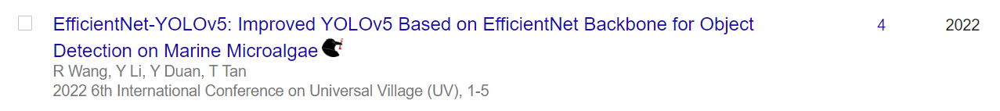 EfficientNet-YOLOv5: Improved YOLOv5 Based on EfficientNet Backbone for Object 4 2022
Detection on Marine Microalgae
R Wang, Y Li, Y Duan, T Tan
2022 6th International Conference on Universal Village (UV), 1-5